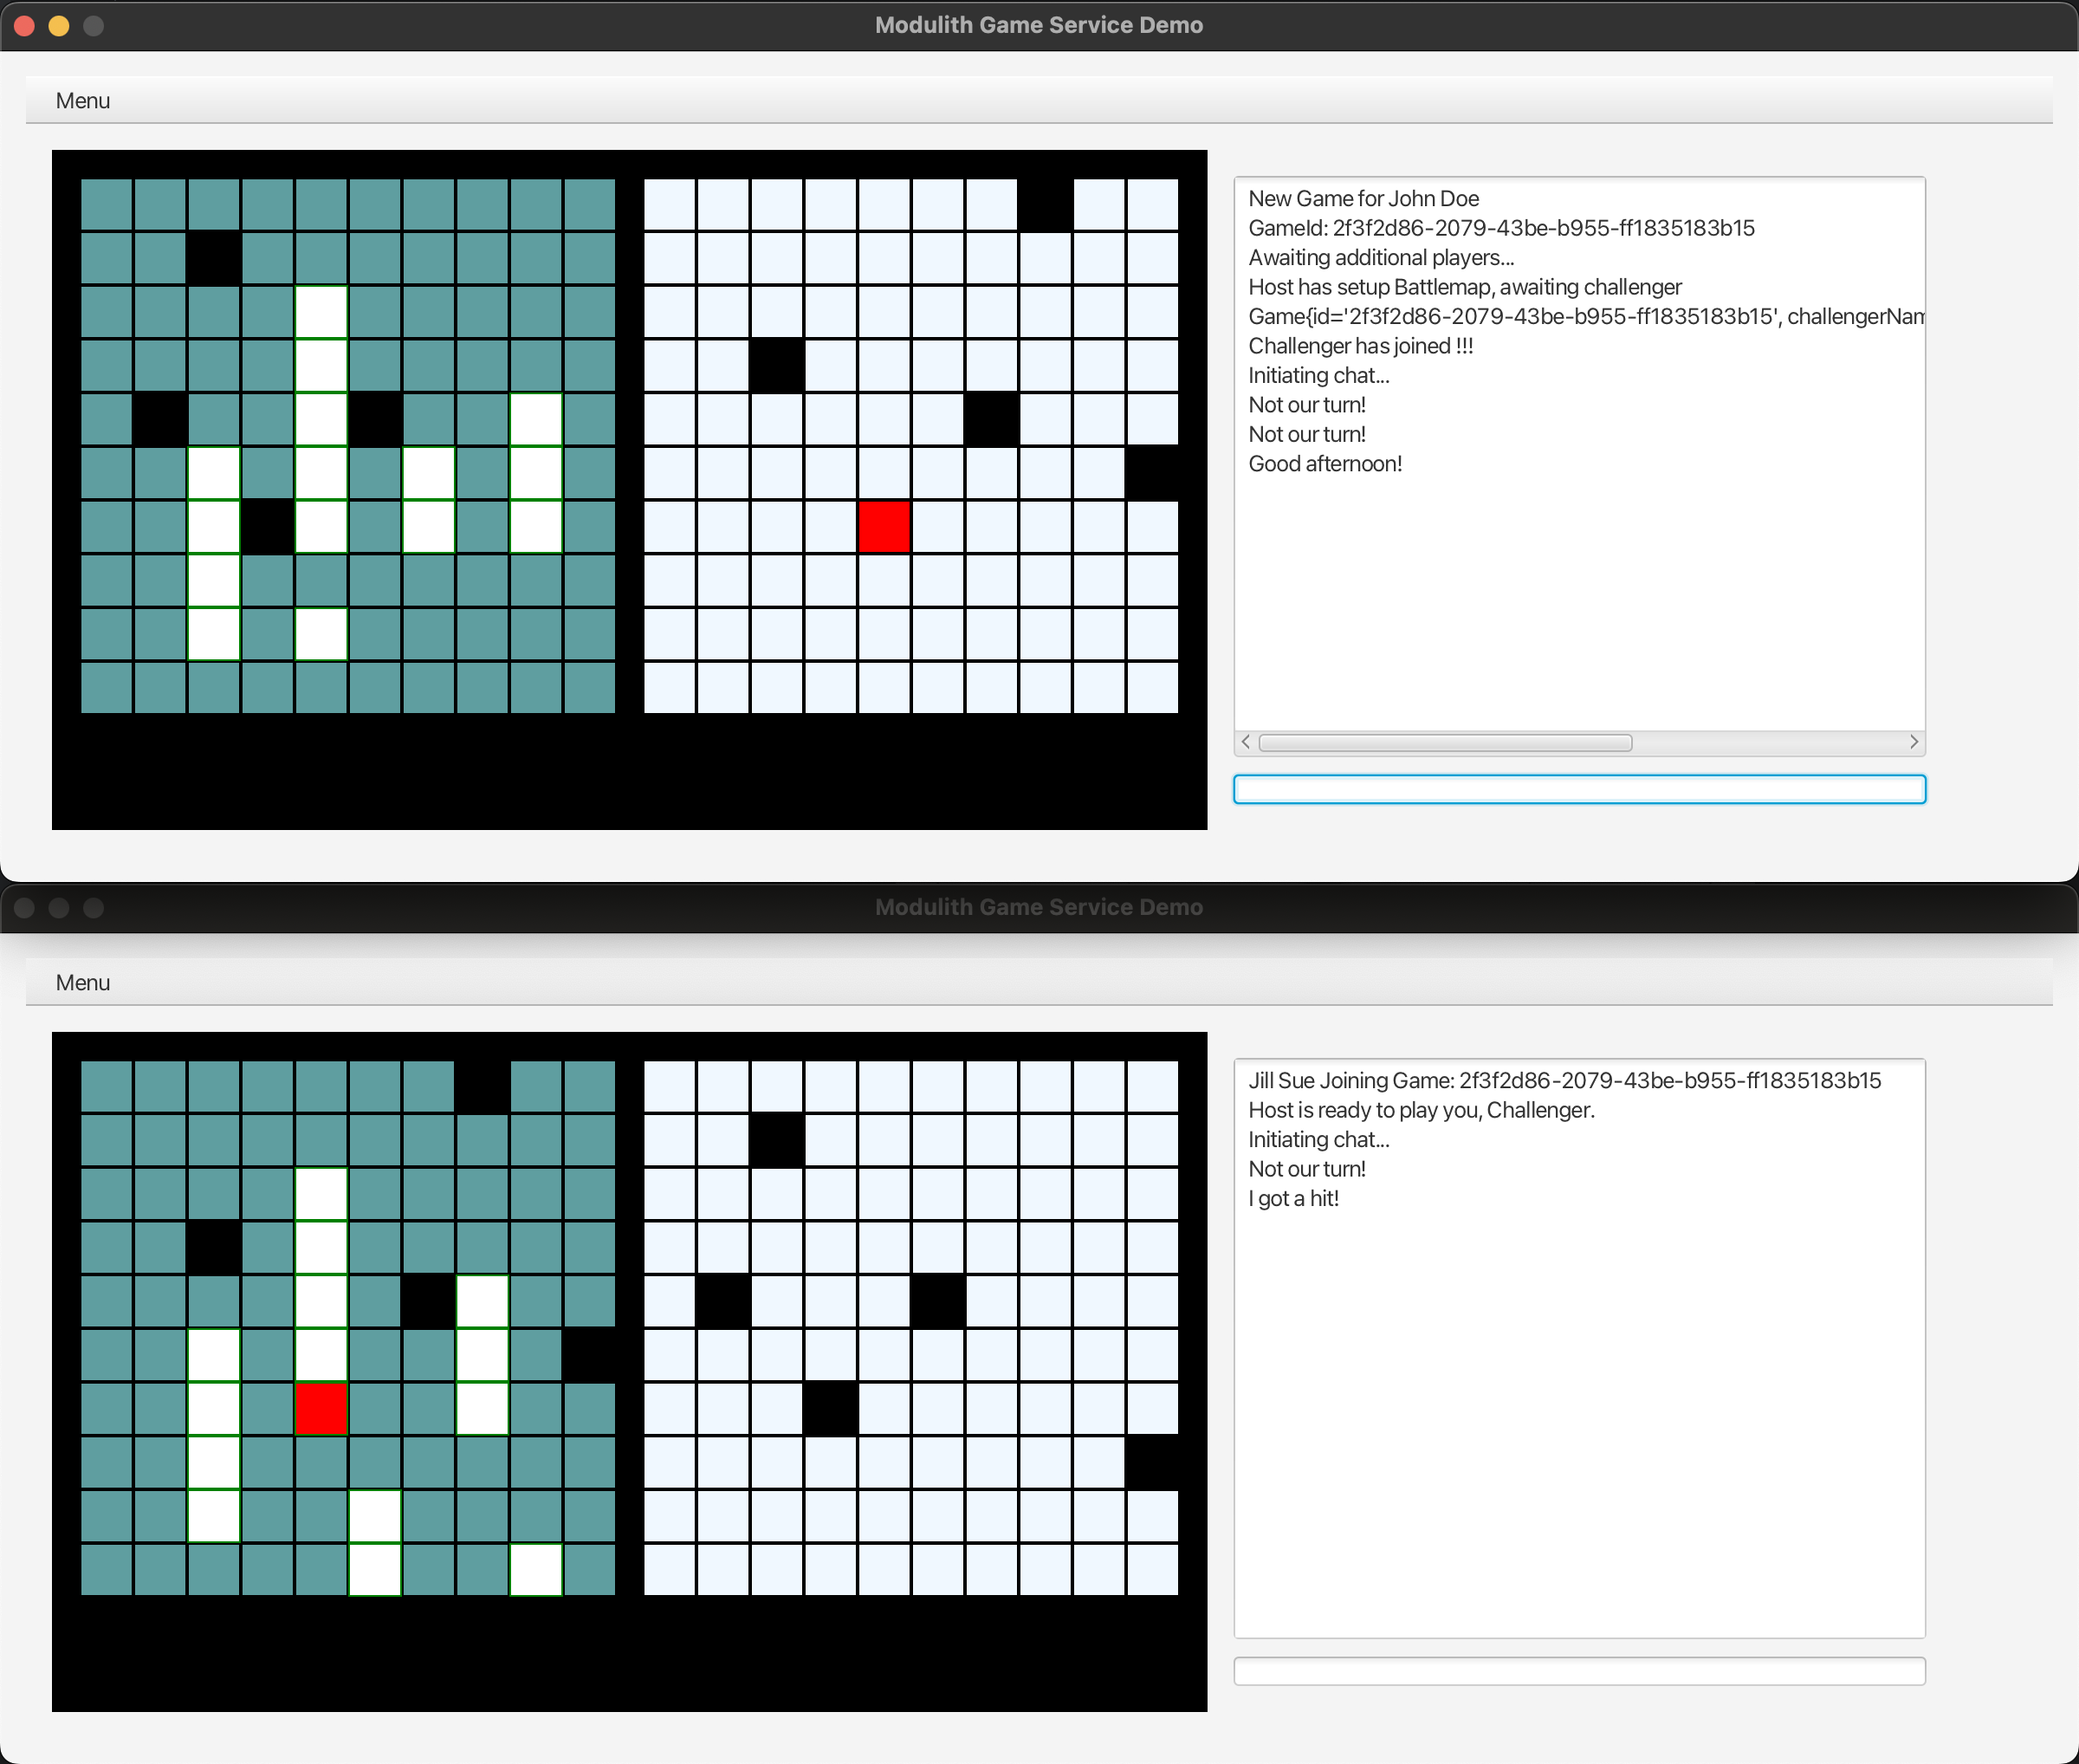 Modulith Game Service Demo
Menu
New Game for John Doe
GameId: 2f3f2d86-2079-43be-b955-ff1835183b15
Awaiting additional players...
Host has setup Battlemap, awaiting challenger
Game{id='2f3f2d86-2079-43be-b955-ff1835183b15', challengerNam
Challenger has joined !!!
Initiating chat...
Not our turn!
Not our turn!
Good afternoon!
Modulith Game Service Demo
Menu
Jill Sue Joining Game: 2f3f2d86-2079-43be-b955-ff1835183b15
Host is ready to play you, Challenger.
Initiating chat...
Not our turn!
I got a hit!